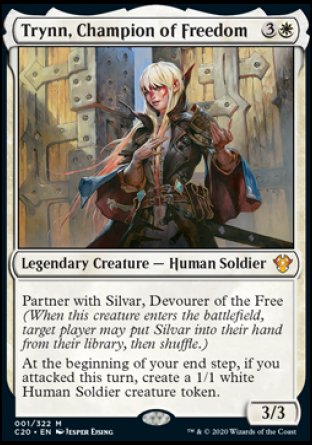 Trynn, Champion of Freedom 3
Legendary Creature — Human Soldier
Partner with Silvar, Devourer of the Free
(When this creature enters the battlefield,
target player may put Silvar into their hand
from their library, then shuffle.)
At the beginning of your end step, if you
attacked this turn, create a 1/1 white
Human Soldier creature token.
3/3
001/322 M
C20 • EN Jesper Ejsing
™ & © 2020 Wizards of the Coast